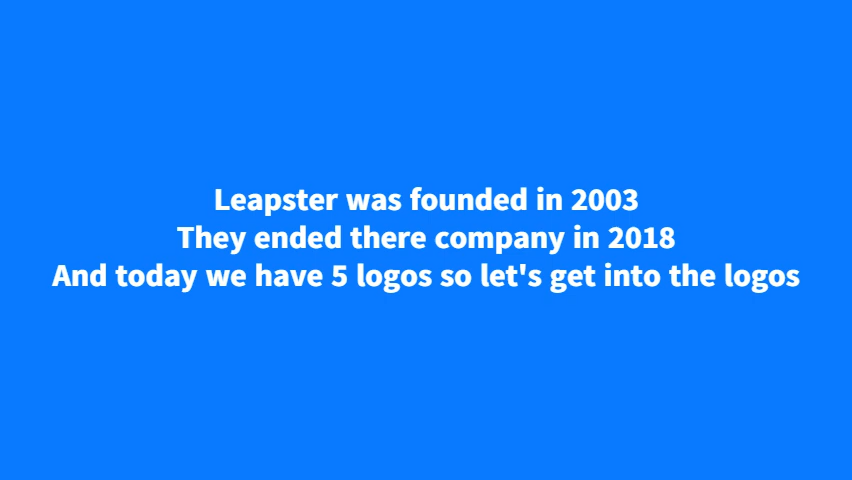 Leapster was founded in 2003
They ended there company in 2018
And today we have 5 logos so let's get into the logos